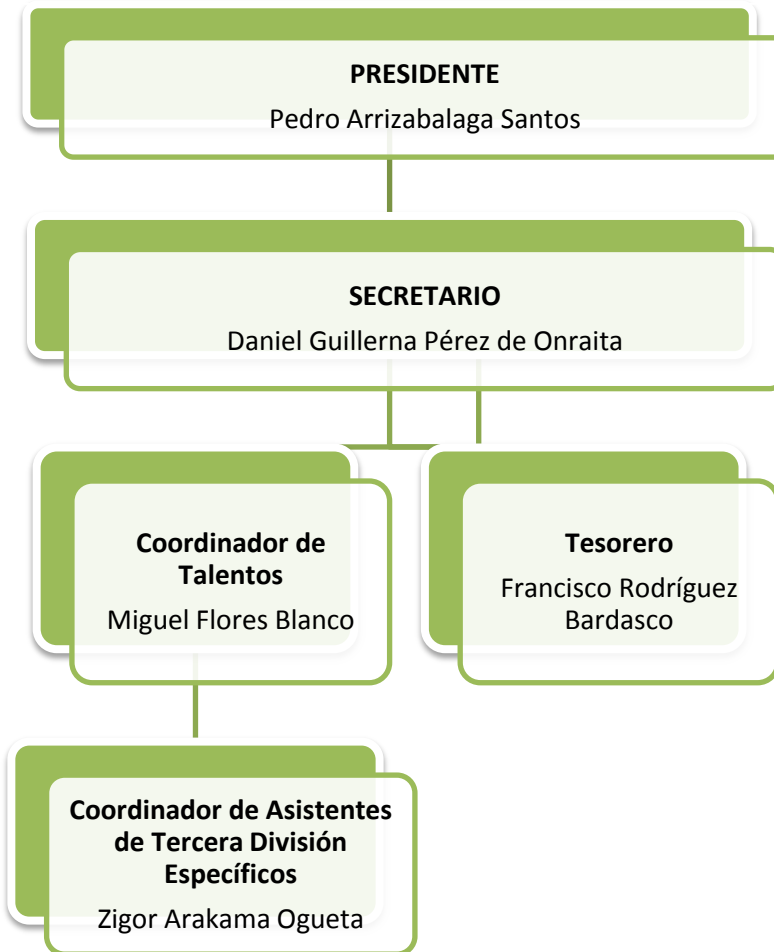 PRESIDENTE
Pedro Arrizabalaga Santos
SECRETARIO
Daniel Guillerna Pérez de Onraita
Coordinador de
Talentos
Miguel Flores Blanco
Tesorero
Francisco Rodríguez
Bardasco
Coordinador de Asistentes
de Tercera División
Específicos
Zigor Arakama Ogueta